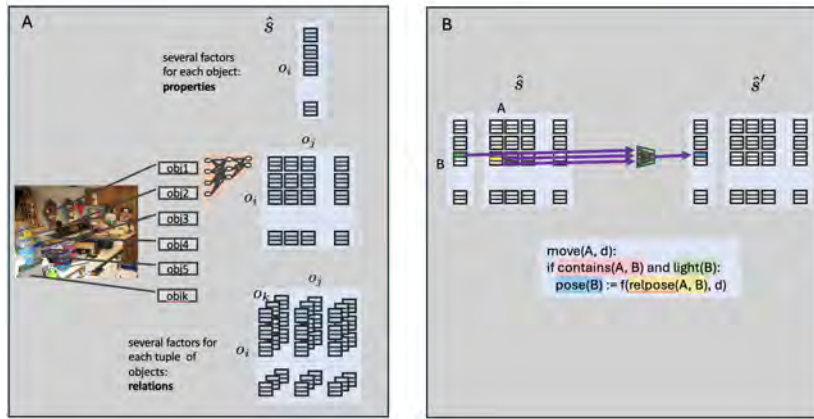 A
ŝ
several factors
for each object:
properties
o_i
o_j
obj1
obj2
obj3
obj4
obj5
objk
o_i
o_j
o_k
several factors for
each tuple of
objects:
relations
o_i
B
ŝ
ŝ′
A
B
move(A, d):
if contains(A, B) and light(B):
pose(B) := f(relpose(A, B), d)